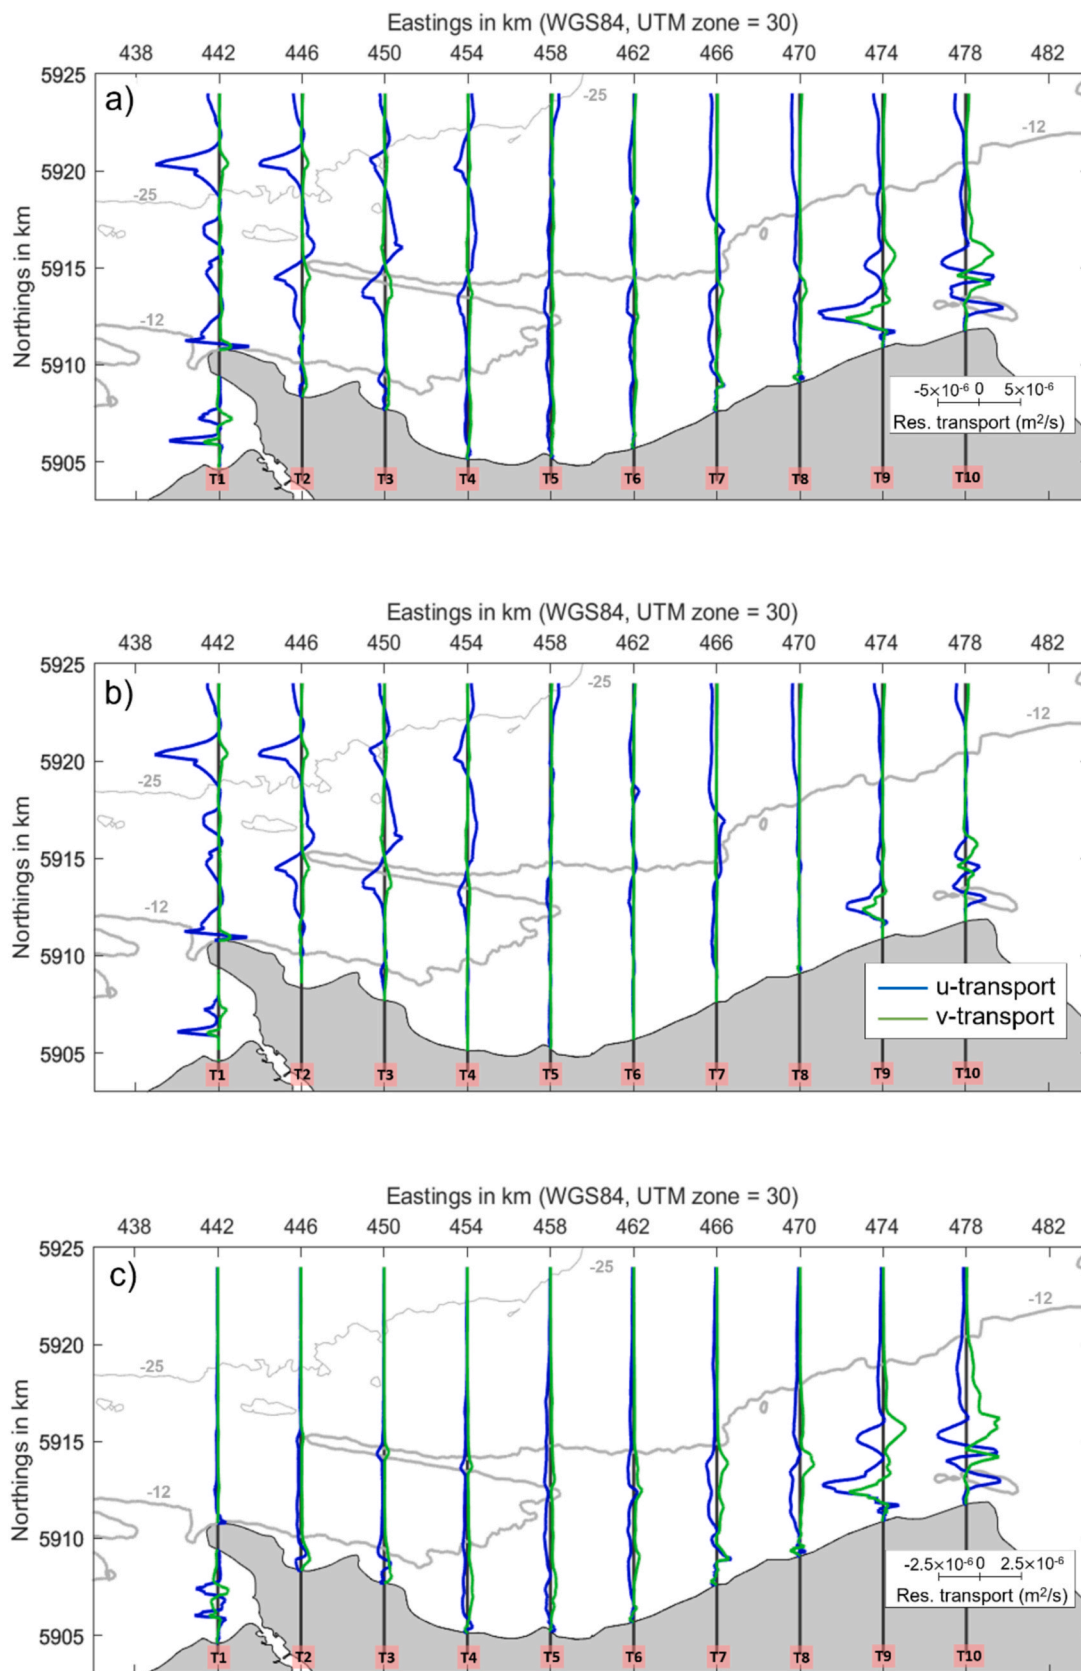 Eastings in km (WGS84, UTM zone = 30)
438 442 446 450 454 458 462 466 470 474 478 482
5925
a)
-25
-12
5920
-25
Northings in km
5915
-12
5910
-5×10-6 0 5×10-6
Res. transport (m2/s)
5905
T1 T2 T3 T4 T5 T6 T7 T8 T9 T10
Eastings in km (WGS84, UTM zone = 30)
438 442 446 450 454 458 462 466 470 474 478 482
5925
b)
-25
-12
5920
-25
Northings in km
5915
-12
5910
u-transport
v-transport
5905
T1 T2 T3 T4 T5 T6 T7 T8 T9 T10
Eastings in km (WGS84, UTM zone = 30)
438 442 446 450 454 458 462 466 470 474 478 482
5925
c)
-25
-12
5920
-25
Northings in km
5915
-12
5910
-2.5×10-6 0 2.5×10-6
Res. transport (m2/s)
5905
T1 T2 T3 T4 T5 T6 T7 T8 T9 T10